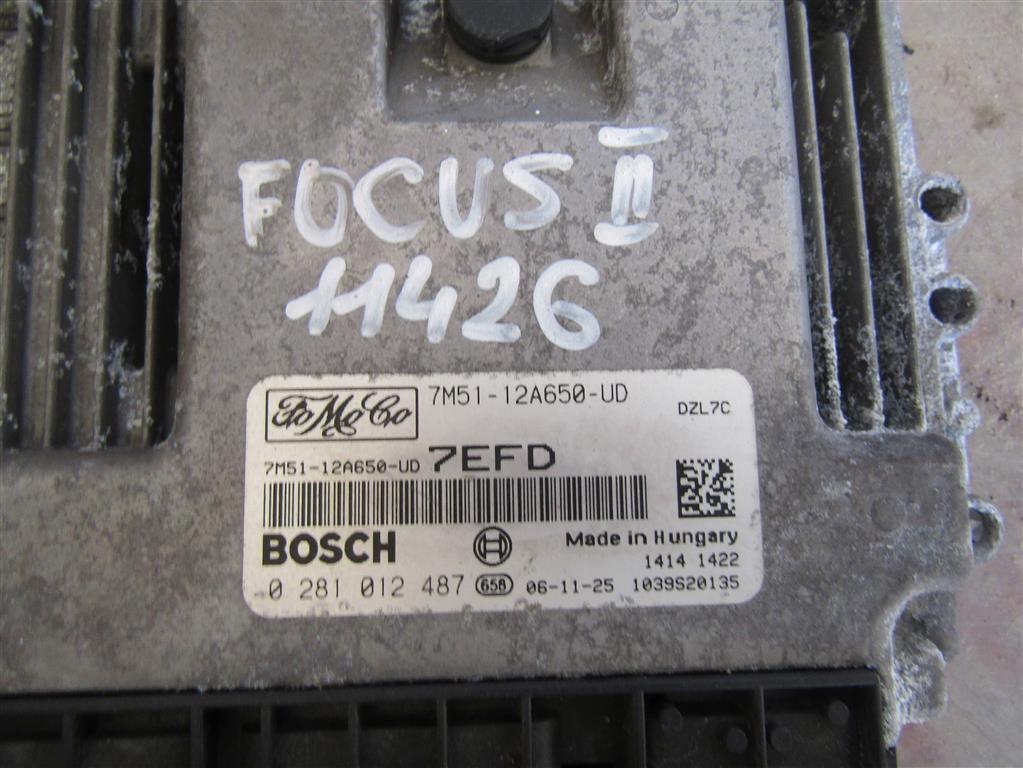 FOCUS II
11426
FoMoCo 7M51-12A650-UD DZL7C
7M51-12A650-UD 7EFD
BOSCH Made in Hungary
1414 1422
0 281 012 487 658 06-11-25 1039S20135